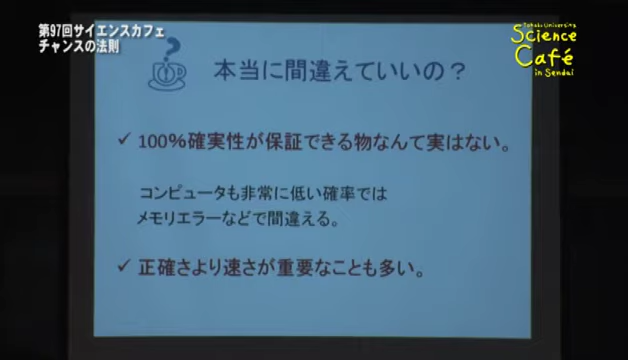 第97回サイエンスカフェ
チャンスの法則
Tohoku University
Science
Café
in Sendai
本当に間違えていいの？
✓ 100%確実性が保証できる物なんて実はない。
コンピュータも非常に低い確率では
メモリエラーなどで間違える。
✓ 正確さより速さが重要なことも多い。